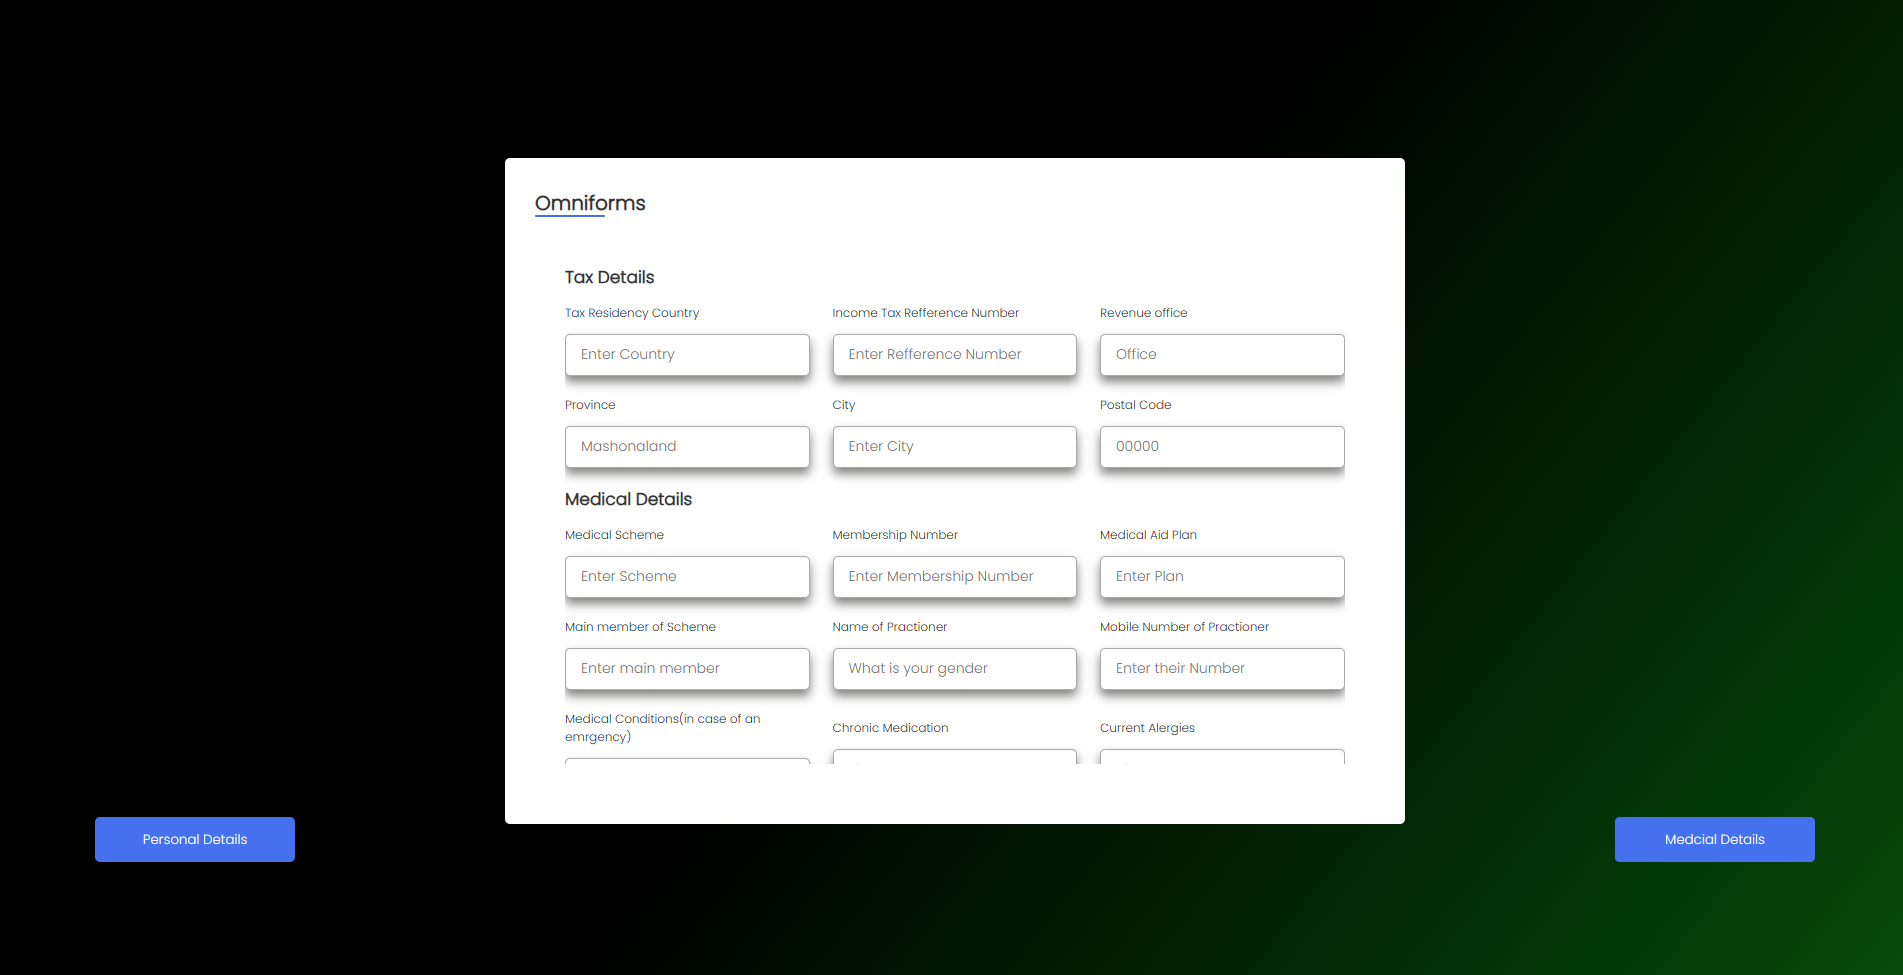 Omniforms
Tax Details
Tax Residency Country
Income Tax Refference Number
Revenue office
Enter Country
Enter Refference Number
Office
Province
City
Postal Code
Mashonaland
Enter City
00000
Medical Details
Medical Scheme
Membership Number
Medical Aid Plan
Enter Scheme
Enter Membership Number
Enter Plan
Main member of Scheme
Name of Practioner
Mobile Number of Practioner
Enter main member
What is your gender
Enter their Number
Medical Conditions(in case of an
emrgency)
Chronic Medication
Current Alergies
Personal Details
Medcial Details